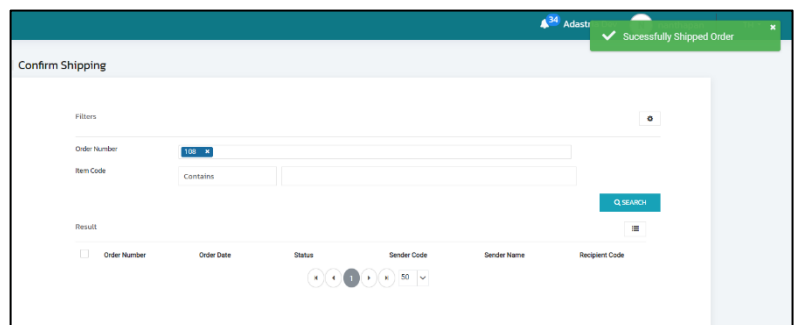 34 Adastr
Sucessfully Shipped Order
Confirm Shipping
Filters
Order Number 108
Item Code Contains
SEARCH
Result
Order Number Order Date Status Sender Code Sender Name Recipient Code
1 50